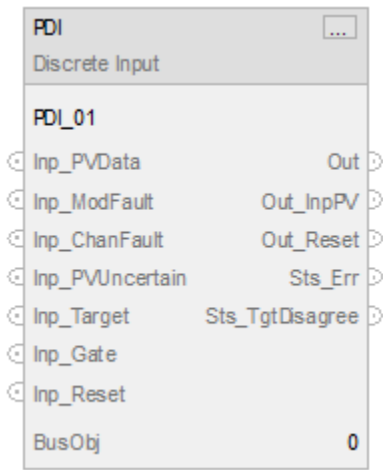 PDI ...
Discrete Input
PDI_01
Inp_PVData Out
Inp_ModFault Out_InpPV
Inp_ChanFault Out_Reset
Inp_PVUncertain Sts_Err
Inp_Target Sts_TgtDisagree
Inp_Gate
Inp_Reset
BusObj 0